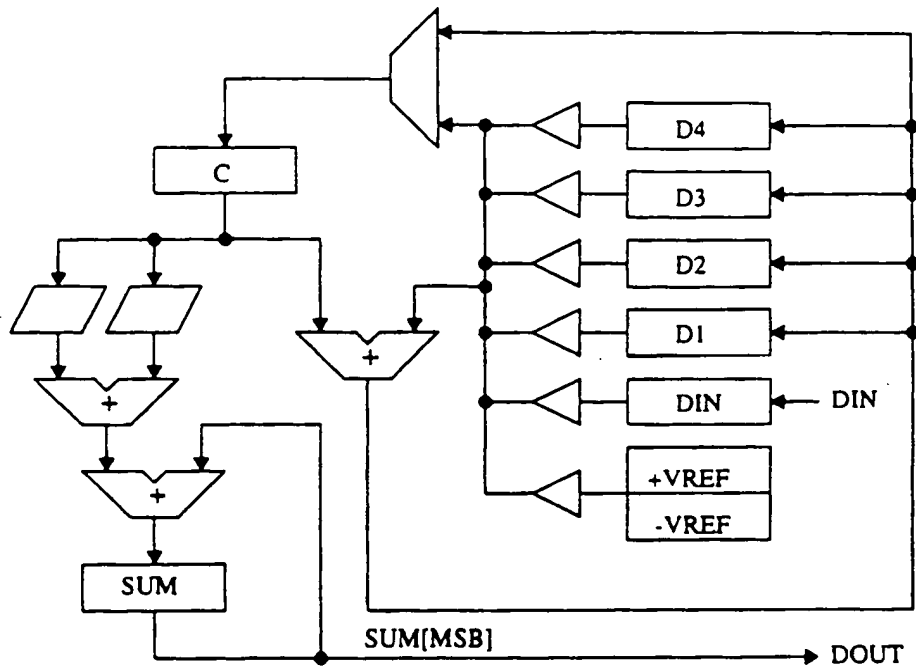 D4
C
D3
D2
D1
+
+
DIN
DIN
+
+VREF
-VREF
SUM
SUM[MSB]
DOUT